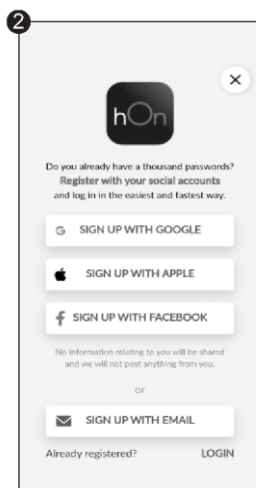 2
hOn
Do you already have a thousand passwords?
Register with your social accounts
and log in in the easiest and fastest way.
G SIGN UP WITH GOOGLE
SIGN UP WITH APPLE
f SIGN UP WITH FACEBOOK
No information relating to you will be shared
and we will not post anything from you.
or
SIGN UP WITH EMAIL
Already registered? LOGIN